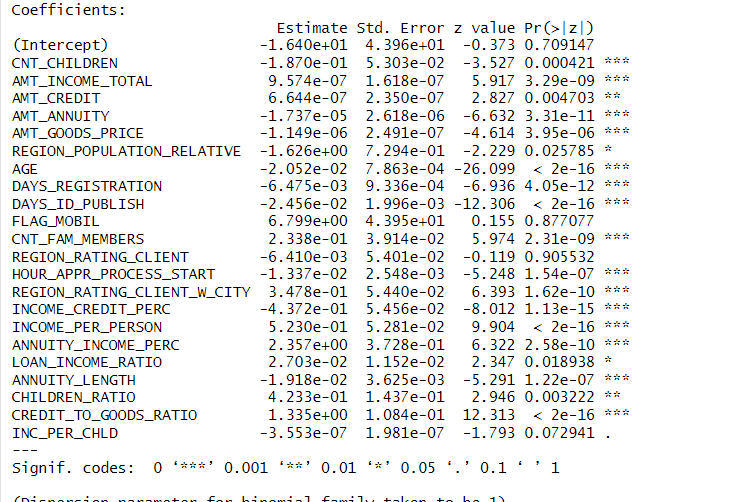 Coefficients:
Estimate Std. Error z value Pr(>|z|)
(Intercept) -1.640e+01 4.396e+01 -0.373 0.709147
CNT_CHILDREN -1.870e-01 5.303e-02 -3.527 0.000421 ***
AMT_INCOME_TOTAL 9.574e-07 1.618e-07 5.917 3.29e-09 ***
AMT_CREDIT 6.644e-07 2.350e-07 2.827 0.004703 **
AMT_ANNUITY -1.737e-05 2.618e-06 -6.632 3.31e-11 ***
AMT_GOODS_PRICE -1.149e-06 2.491e-07 -4.614 3.95e-06 ***
REGION_POPULATION_RELATIVE -1.626e+00 7.294e-01 -2.229 0.025785 *
AGE -2.052e-02 7.863e-04 -26.099 < 2e-16 ***
DAYS_REGISTRATION -6.475e-03 9.336e-04 -6.936 4.05e-12 ***
DAYS_ID_PUBLISH -2.456e-02 1.996e-03 -12.306 < 2e-16 ***
FLAG_MOBIL 6.799e+00 4.395e+01 0.155 0.877077
CNT_FAM_MEMBERS 2.338e-01 3.914e-02 5.974 2.31e-09 ***
REGION_RATING_CLIENT -6.410e-03 5.401e-02 -0.119 0.905532
HOUR_APPR_PROCESS_START -1.337e-02 2.548e-03 -5.248 1.54e-07 ***
REGION_RATING_CLIENT_W_CITY 3.478e-01 5.440e-02 6.393 1.62e-10 ***
INCOME_CREDIT_PERC -4.372e-01 5.456e-02 -8.012 1.13e-15 ***
INCOME_PER_PERSON 5.230e-01 5.281e-02 9.904 < 2e-16 ***
ANNUITY_INCOME_PERC 2.357e+00 3.728e-01 6.322 2.58e-10 ***
LOAN_INCOME_RATIO 2.703e-02 1.152e-02 2.347 0.018938 *
ANNUITY_LENGTH -1.918e-02 3.625e-03 -5.291 1.22e-07 ***
CHILDREN_RATIO 4.233e-01 1.437e-01 2.946 0.003222 **
CREDIT_TO_GOODS_RATIO 1.335e+00 1.084e-01 12.313 < 2e-16 ***
INC_PER_CHLD -3.553e-07 1.981e-07 -1.793 0.072941 .
---
Signif. codes: 0 ‘***’ 0.001 ‘**’ 0.01 ‘*’ 0.05 ‘.’ 0.1 ‘ ’ 1
(Dispersion parameter for binomial family taken to be 1)